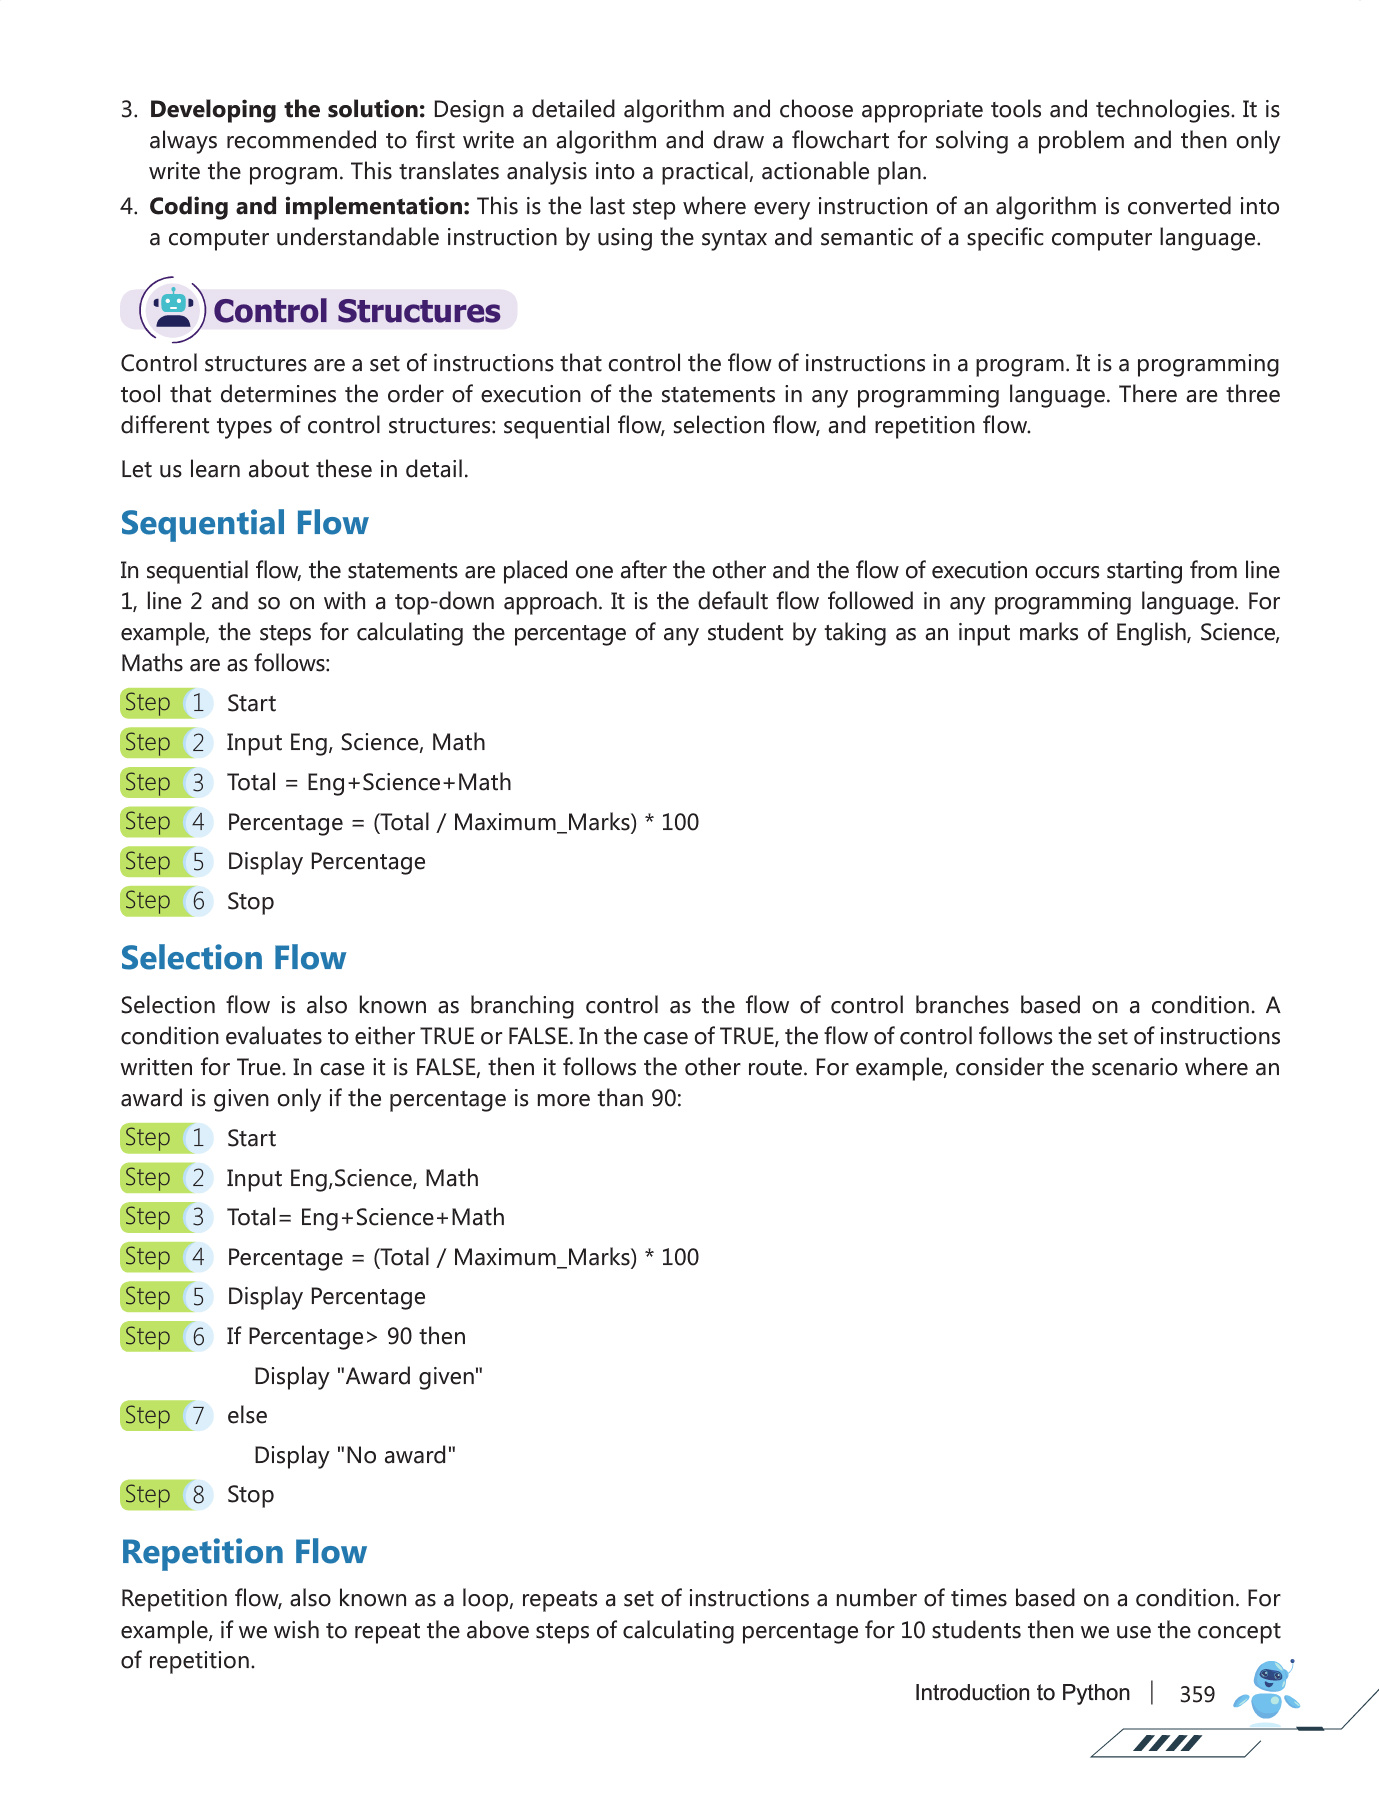 3. Developing the solution: Design a detailed algorithm and choose appropriate tools and technologies. It is
always recommended to first write an algorithm and draw a flowchart for solving a problem and then only
write the program. This translates analysis into a practical, actionable plan.
4. Coding and implementation: This is the last step where every instruction of an algorithm is converted into
a computer understandable instruction by using the syntax and semantic of a specific computer language.
Control Structures
Control structures are a set of instructions that control the flow of instructions in a program. It is a programming
tool that determines the order of execution of the statements in any programming language. There are three
different types of control structures: sequential flow, selection flow, and repetition flow.
Let us learn about these in detail.
Sequential Flow
In sequential flow, the statements are placed one after the other and the flow of execution occurs starting from line
1, line 2 and so on with a top-down approach. It is the default flow followed in any programming language. For
example, the steps for calculating the percentage of any student by taking as an input marks of English, Science,
Maths are as follows:
Step 1 Start
Step 2 Input Eng, Science, Math
Step 3 Total = Eng+Science+Math
Step 4 Percentage = (Total / Maximum_Marks) * 100
Step 5 Display Percentage
Step 6 Stop
Selection Flow
Selection flow is also known as branching control as the flow of control branches based on a condition. A
condition evaluates to either TRUE or FALSE. In the case of TRUE, the flow of control follows the set of instructions
written for True. In case it is FALSE, then it follows the other route. For example, consider the scenario where an
award is given only if the percentage is more than 90:
Step 1 Start
Step 2 Input Eng,Science, Math
Step 3 Total= Eng+Science+Math
Step 4 Percentage = (Total / Maximum_Marks) * 100
Step 5 Display Percentage
Step 6 If Percentage> 90 then
Display "Award given"
Step 7 else
Display "No award"
Step 8 Stop
Repetition Flow
Repetition flow, also known as a loop, repeats a set of instructions a number of times based on a condition. For
example, if we wish to repeat the above steps of calculating percentage for 10 students then we use the concept
of repetition.
Introduction to Python | 359